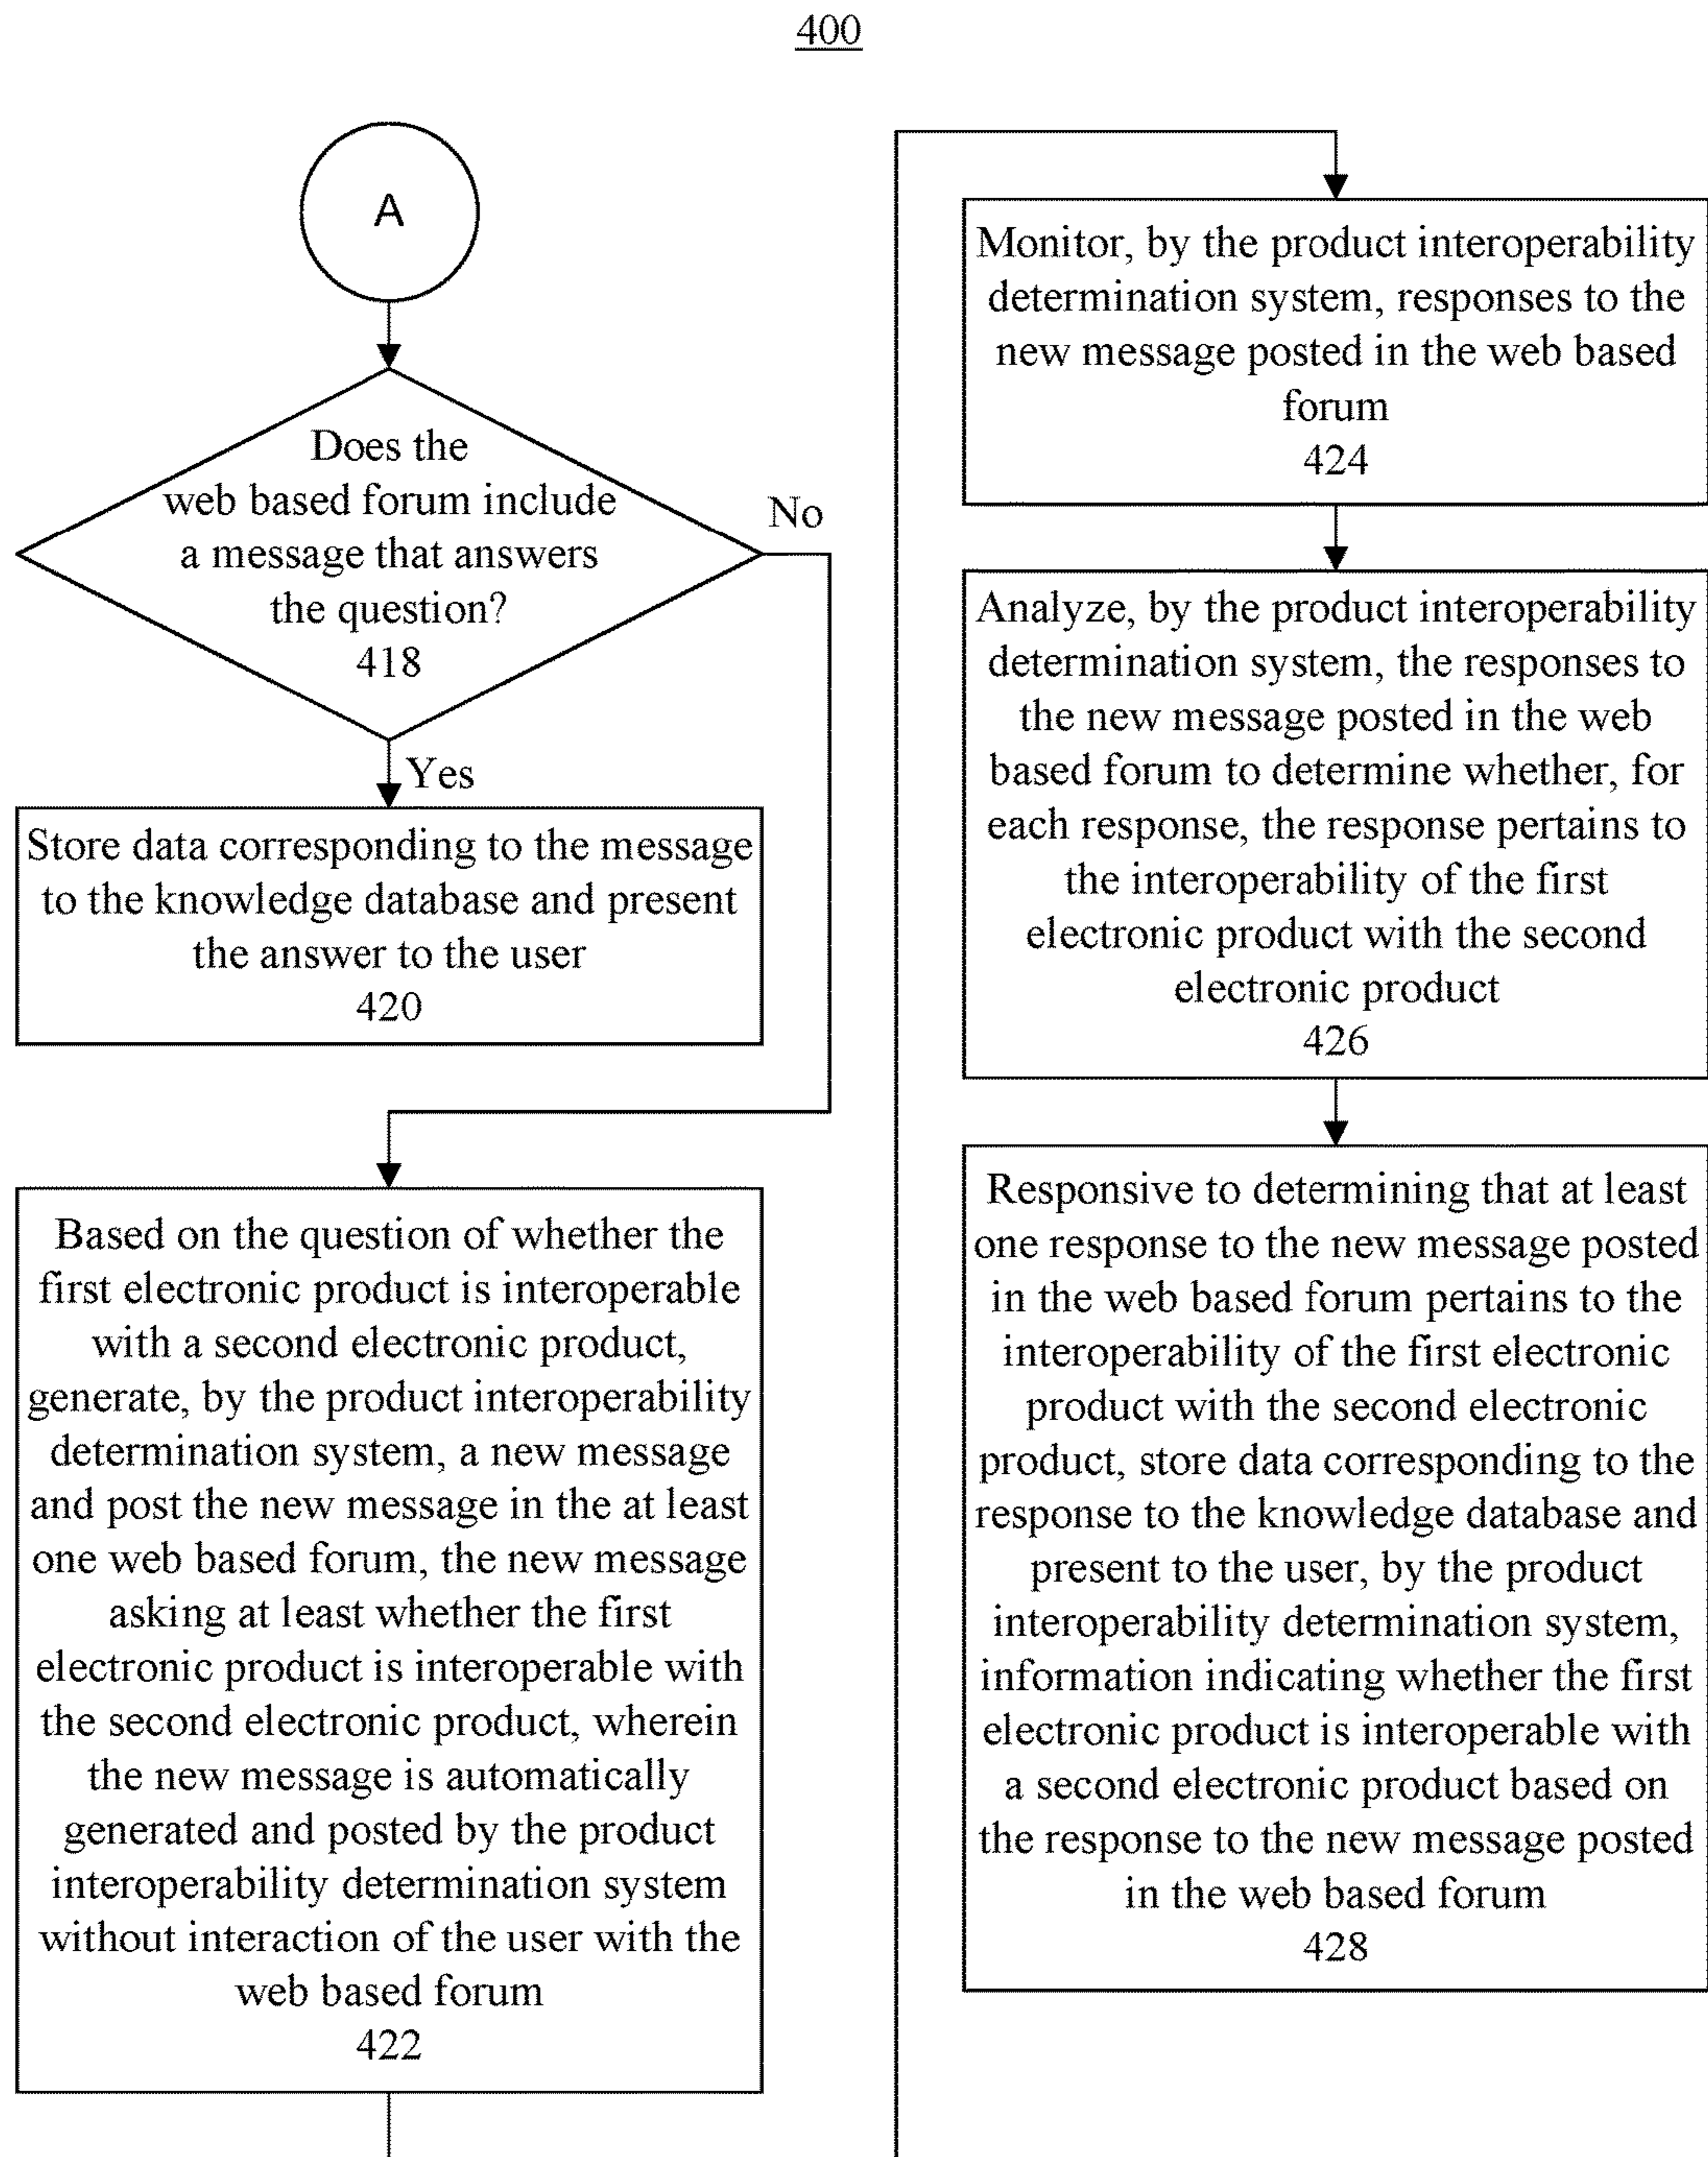 400
A
Does the
web based forum include
a message that answers
the question?
418
No
Yes
Store data corresponding to the message
to the knowledge database and present
the answer to the user
420
Based on the question of whether the
first electronic product is interoperable
with a second electronic product,
generate, by the product interoperability
determination system, a new message
and post the new message in the at least
one web based forum, the new message
asking at least whether the first
electronic product is interoperable with
the second electronic product, wherein
the new message is automatically
generated and posted by the product
interoperability determination system
without interaction of the user with the
web based forum
422
Monitor, by the product interoperability
determination system, responses to the
new message posted in the web based
forum
424
Analyze, by the product interoperability
determination system, the responses to
the new message posted in the web
based forum to determine whether, for
each response, the response pertains to
the interoperability of the first
electronic product with the second
electronic product
426
Responsive to determining that at least
one response to the new message posted
in the web based forum pertains to the
interoperability of the first electronic
product with the second electronic
product, store data corresponding to the
response to the knowledge database and
present to the user, by the product
interoperability determination system,
information indicating whether the first
electronic product is interoperable with
a second electronic product based on
the response to the new message posted
in the web based forum
428